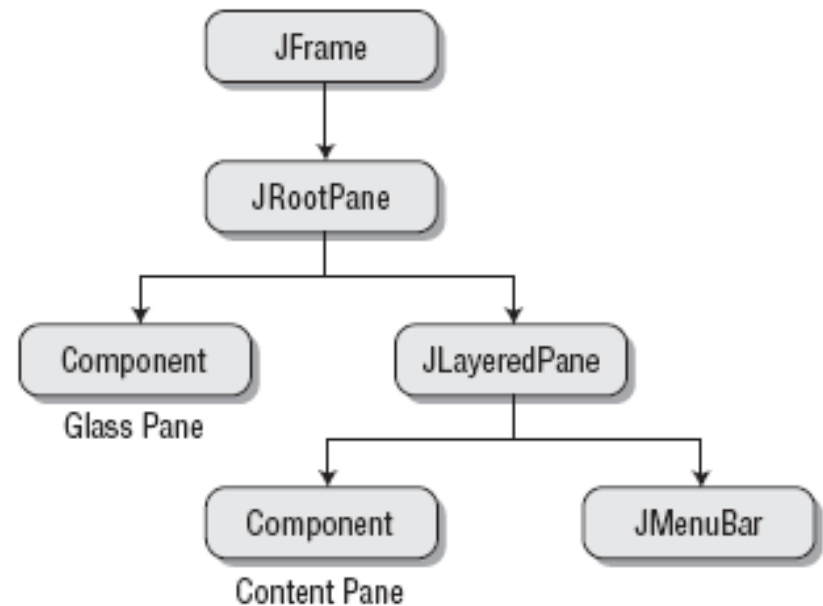 JFrame
JRootPane
Component
JLayeredPane
Glass Pane
Component
JMenuBar
Content Pane